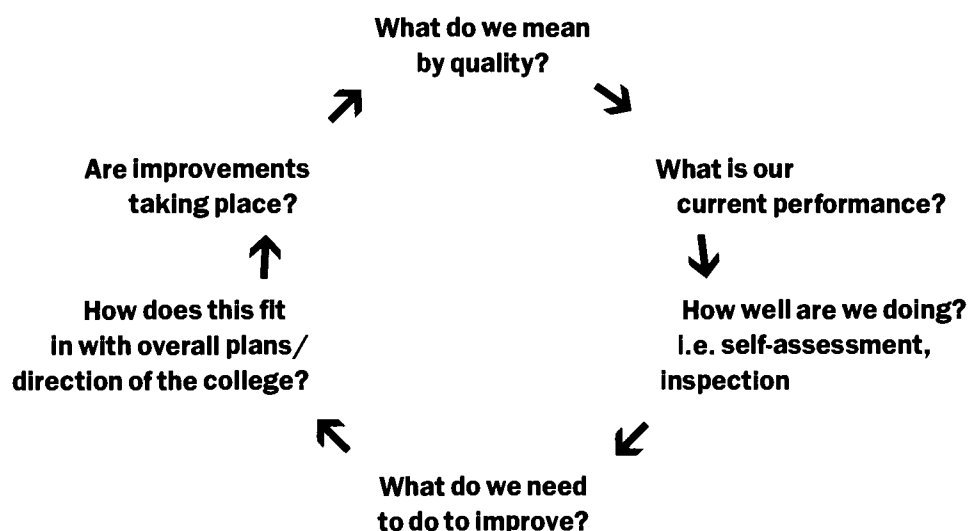 What do we mean
by quality?
What is our
current performance?
How well are we doing?
i.e. self-assessment,
inspection
What do we need
to do to improve?
How does this fit
in with overall plans/
direction of the college?
Are improvements
taking place?